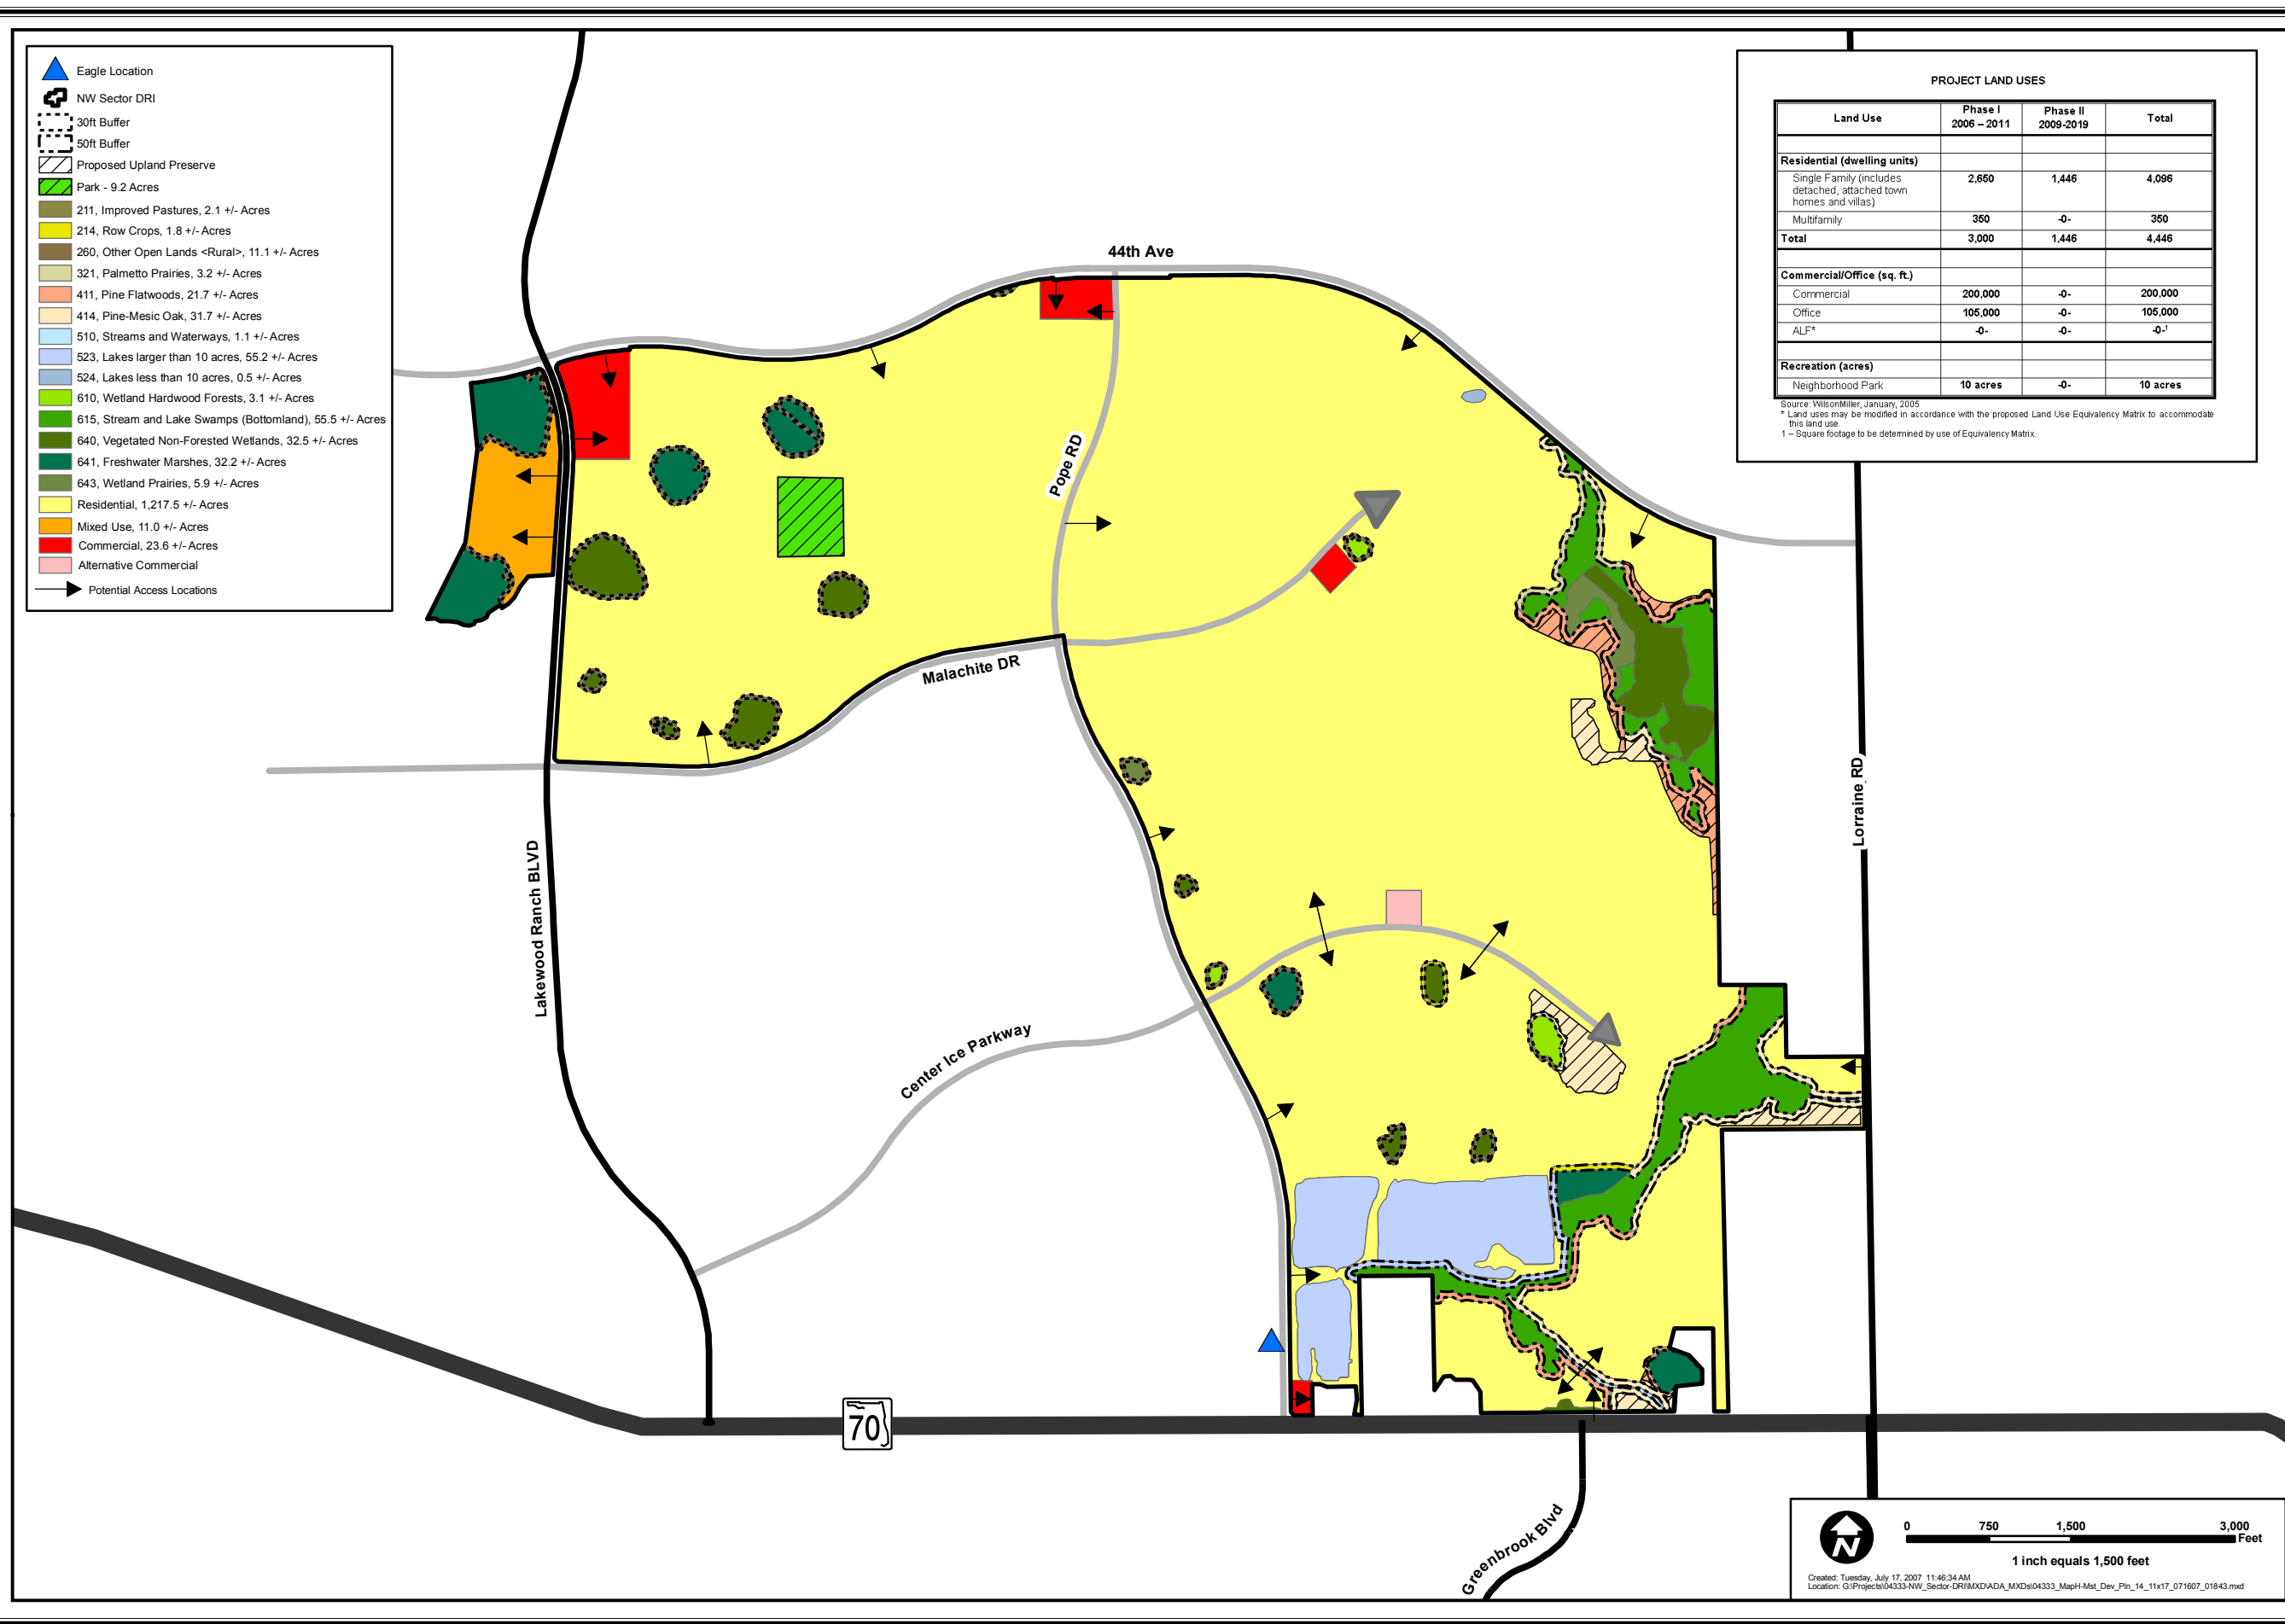 Eagle Location
NW Sector DRI
30ft Buffer
50ft Buffer
Proposed Upland Preserve
Park - 9.2 Acres
211, Improved Pastures, 2.1 +/- Acres
214, Row Crops, 1.8 +/- Acres
260, Other Open Lands <Rural>, 11.1 +/- Acres
321, Palmetto Prairies, 3.2 +/- Acres
411, Pine Flatwoods, 21.7 +/- Acres
414, Pine-Mesic Oak, 31.7 +/- Acres
510, Streams and Waterways, 1.1 +/- Acres
523, Lakes larger than 10 acres, 55.2 +/- Acres
524, Lakes less than 10 acres, 0.5 +/- Acres
610, Wetland Hardwood Forests, 3.1 +/- Acres
615, Stream and Lake Swamps (Bottomland), 55.5 +/- Acres
640, Vegetated Non-Forested Wetlands, 32.5 +/- Acres
641, Freshwater Marshes, 32.2 +/- Acres
643, Wetland Prairies, 5.9 +/- Acres
Residential, 1,217.5 +/- Acres
Mixed Use, 11.0 +/- Acres
Commercial, 23.6 +/- Acres
Alternative Commercial
Potential Access Locations
PROJECT LAND USES
Land Use Phase I 2006 – 2011 Phase II 2009-2019 Total
Residential (dwelling units)
Single Family (includes detached, attached town homes and villas) 2,650 1,446 4,096
Multifamily 350 -0- 350
Total 3,000 1,446 4,446
Commercial/Office (sq. ft.)
Commercial 200,000 -0- 200,000
Office 105,000 -0- 105,000
ALF* -0- -0- -0-¹
Recreation (acres)
Neighborhood Park 10 acres -0- 10 acres
Source: WilsonMiller, January, 2005
* Land uses may be modified in accordance with the proposed Land Use Equivalency Matrix to accommodate
this land use.
1 – Square footage to be determined by use of Equivalency Matrix.
44th Ave
Pope RD
Malachite DR
Lakewood Ranch BLVD
Lorraine RD
Center Ice Parkway
70
Greenbrook Blvd
N
0 750 1,500 3,000
Feet
1 inch equals 1,500 feet
Created: Tuesday, July 17, 2007 11:46:34 AM
Location: G:\Projects\04333-NW_Sector-DRI\MXD\ADA_MXDs\04333_MapH-Mst_Dev_Pln_14_11x17_071607_01843.mxd